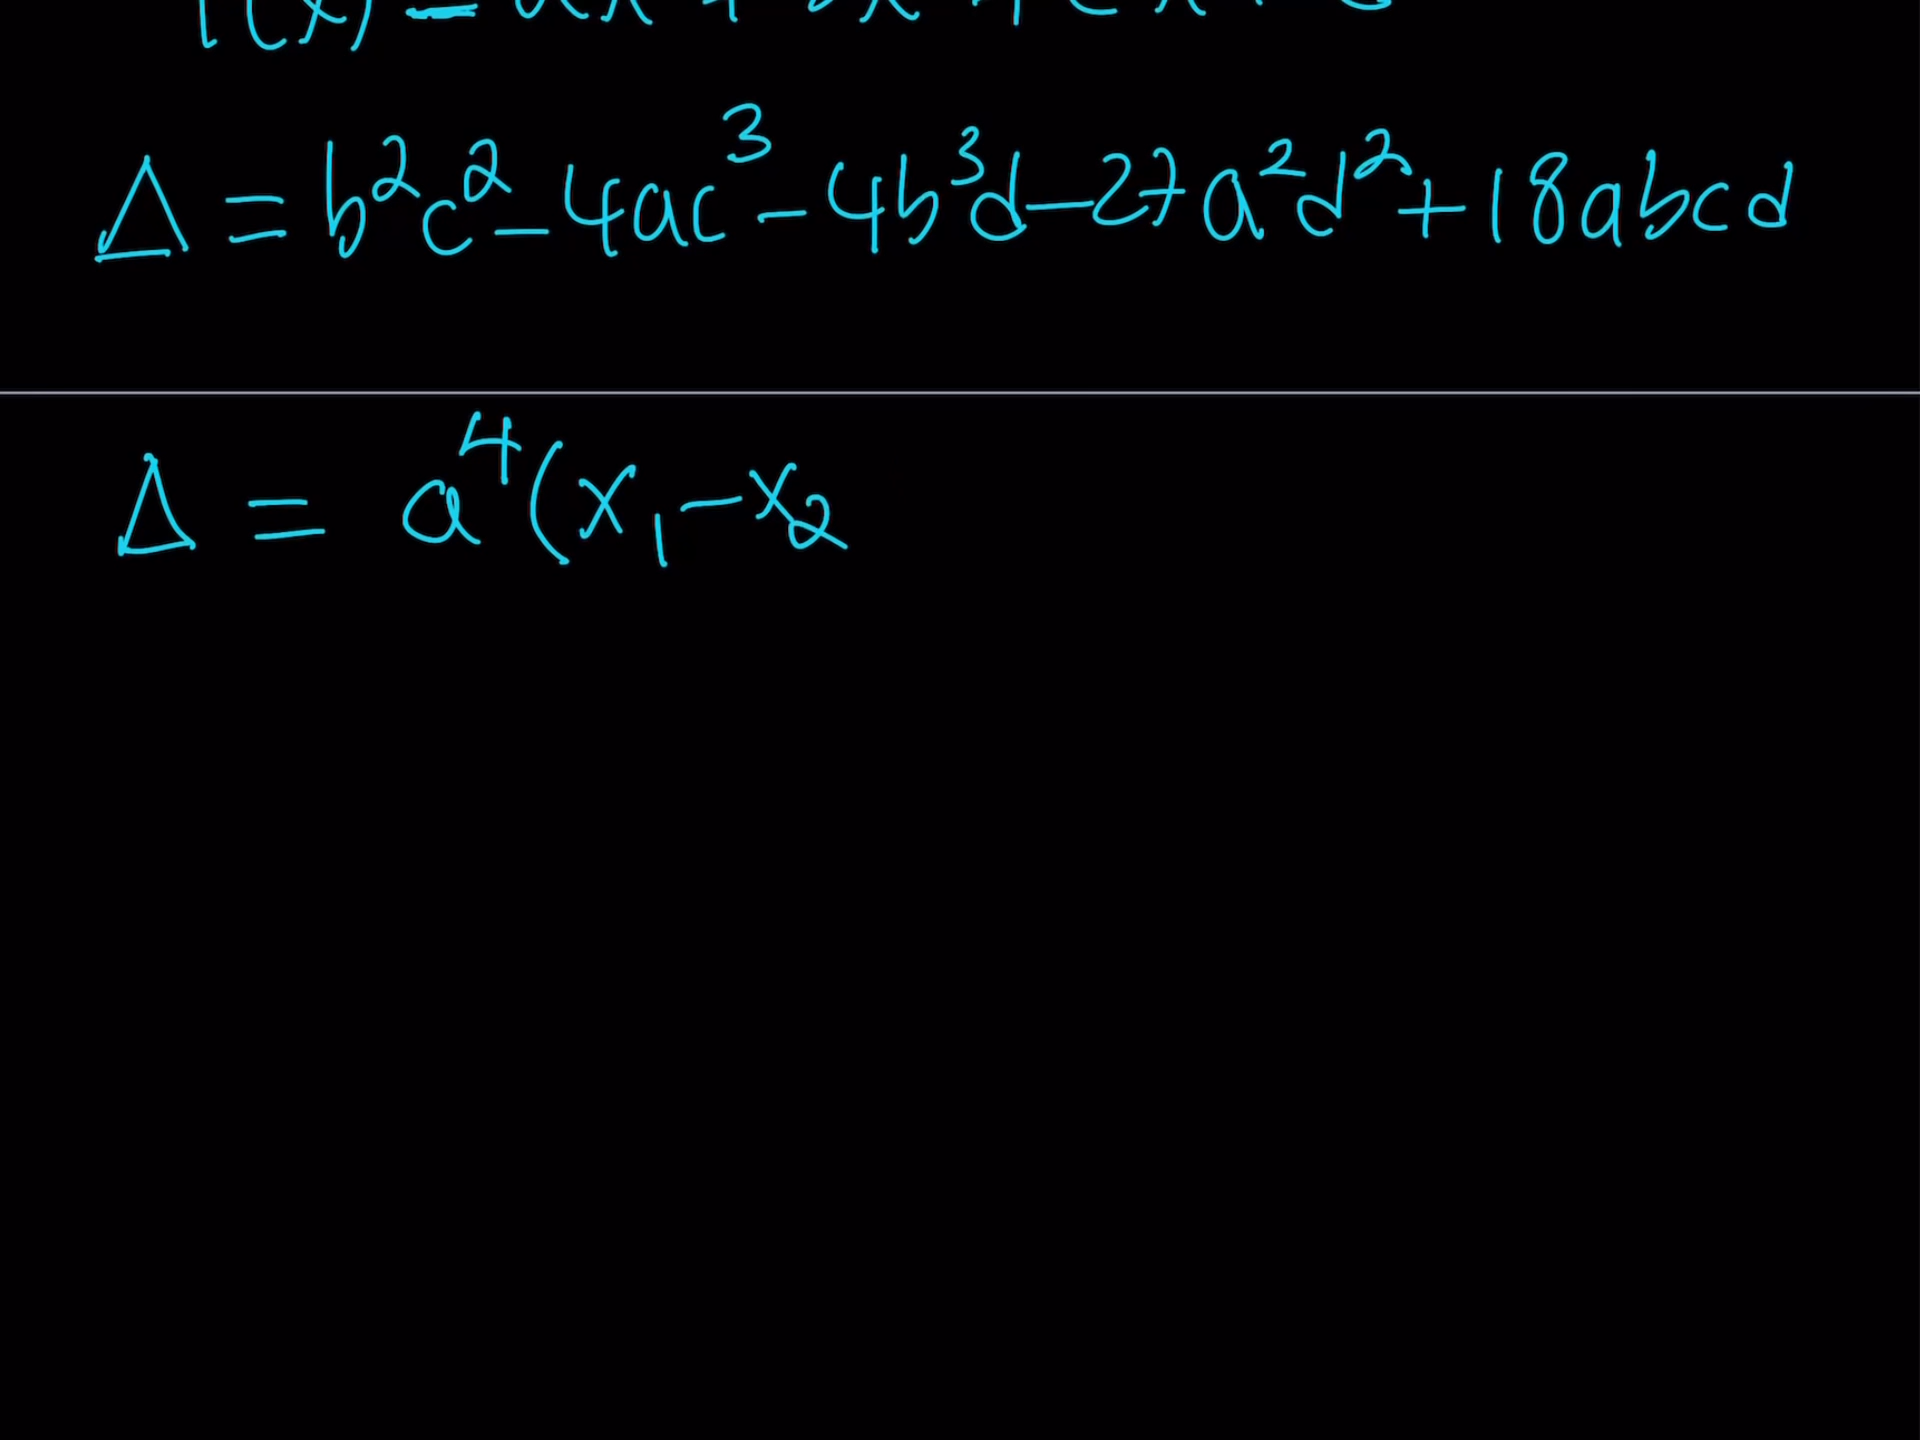 Δ = b²c² - 4ac³ - 4b³d - 27a²d² + 18abcd
Δ = a⁴(x₁ - x₂